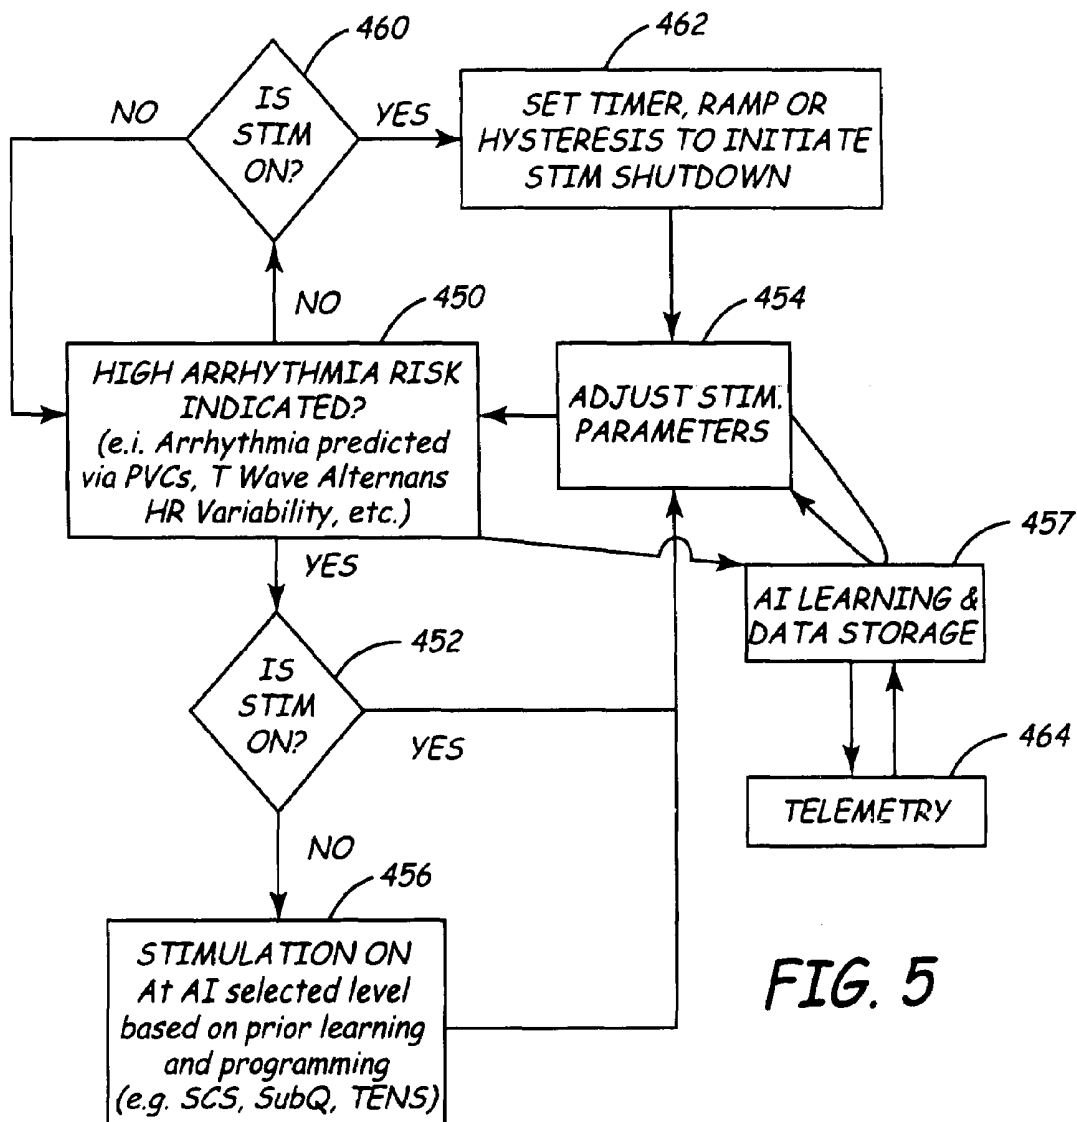 460
IS
STIM
ON?
NO
YES
462
SET TIMER, RAMP OR
HYSTERESIS TO INITIATE
STIM SHUTDOWN
NO
450
HIGH ARRHYTHMIA RISK
INDICATED?
(e.i. Arrhythmia predicted
via PVCs, T Wave Alternans
HR Variability, etc.)
454
ADJUST STIM.
PARAMETERS
457
AI LEARNING &
DATA STORAGE
YES
452
IS
STIM
ON?
YES
464
TELEMETRY
NO
456
STIMULATION ON
At AI selected level
based on prior learning
and programming
(e.g. SCS, SubQ, TENS)
FIG. 5